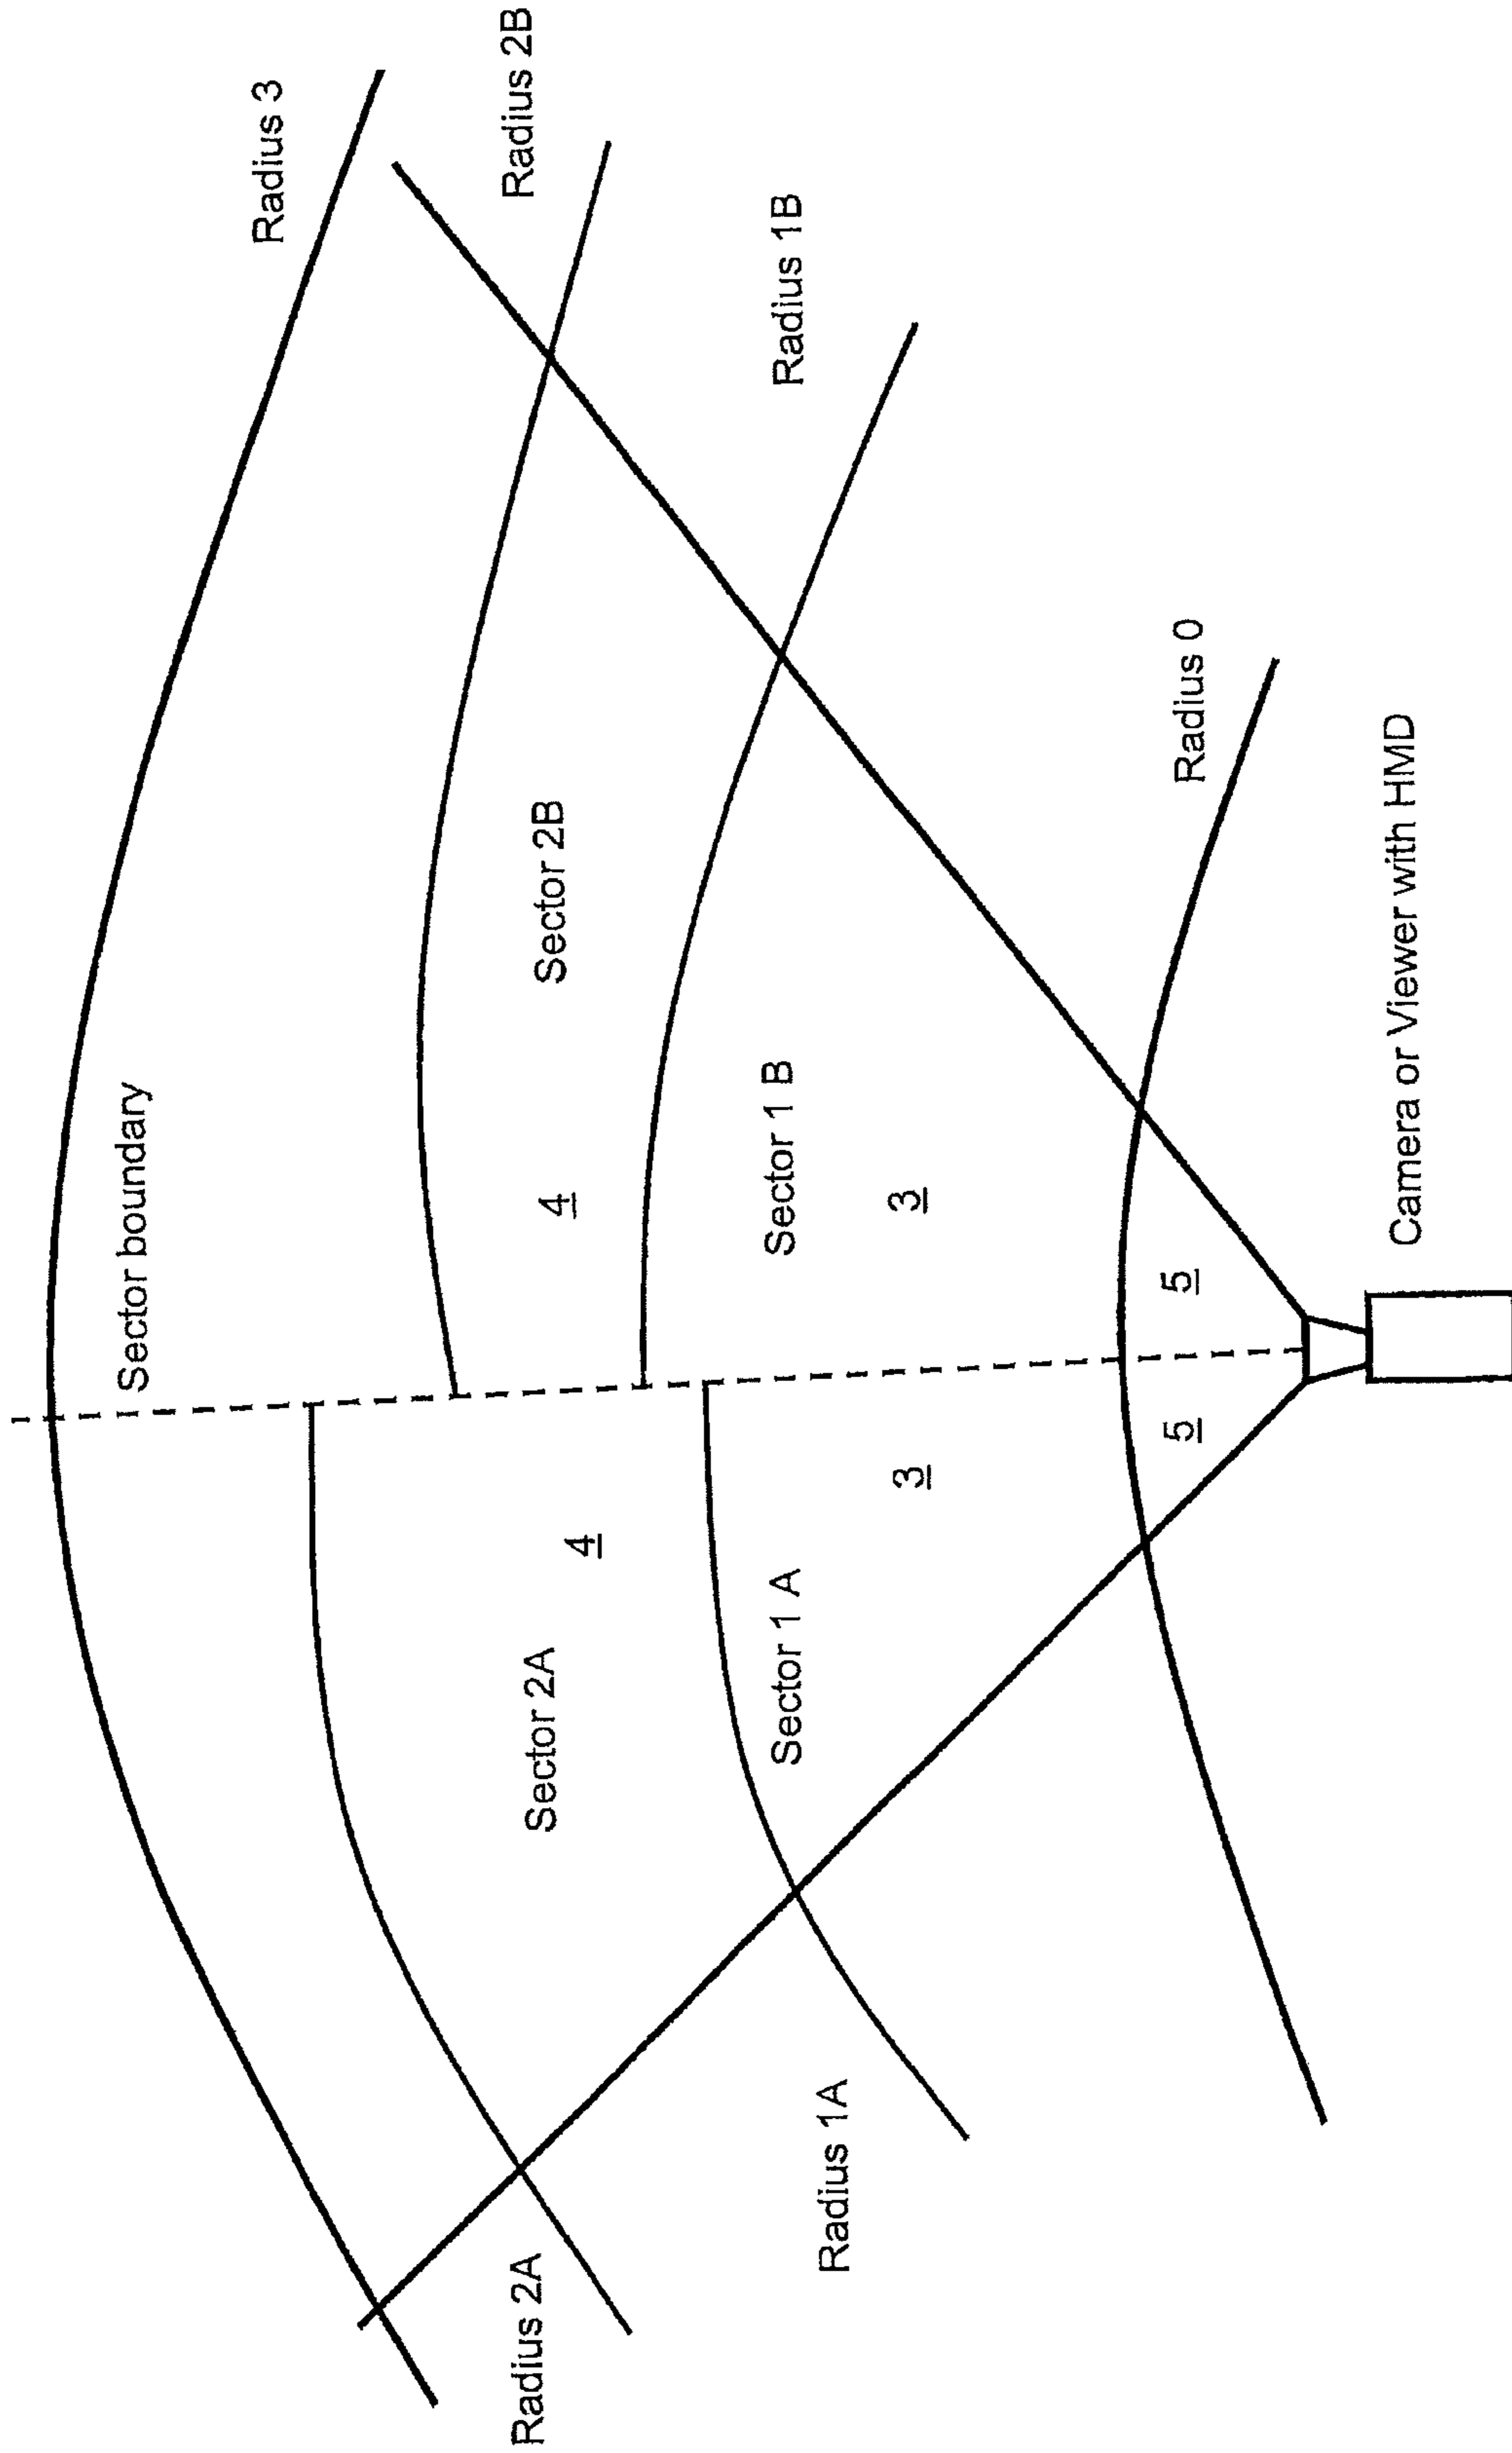 Sector boundary
Radius 3
Radius 2A
Sector 2A
4
4
Sector 2B
Radius 2B
Radius 1A
Sector 1 A
Sector 1 B
Radius 1B
3
3
5
5
Radius 0
Camera or Viewer with HMD